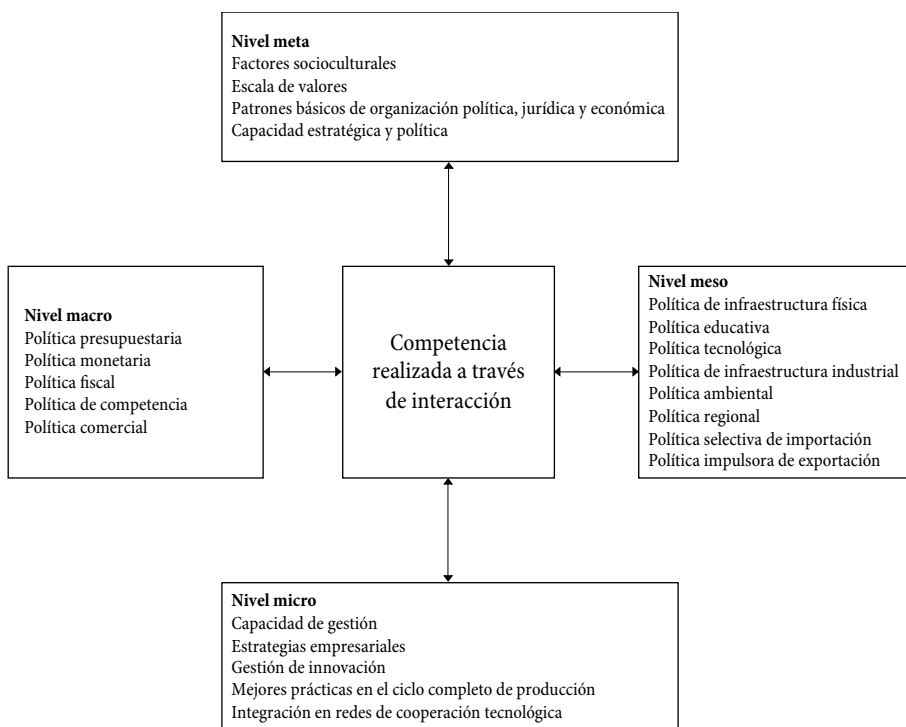 Nivel meta
Factores socioculturales
Escala de valores
Patrones básicos de organización política, jurídica y económica
Capacidad estratégica y política
Nivel macro
Política presupuestaria
Política monetaria
Política fiscal
Política de competencia
Política comercial
Competencia
realizada a través
de interacción
Nivel meso
Política de infraestructura física
Política educativa
Política tecnológica
Política de infraestructura industrial
Política ambiental
Política regional
Política selectiva de importación
Política impulsora de exportación
Nivel micro
Capacidad de gestión
Estrategias empresariales
Gestión de innovación
Mejores prácticas en el ciclo completo de producción
Integración en redes de cooperación tecnológica